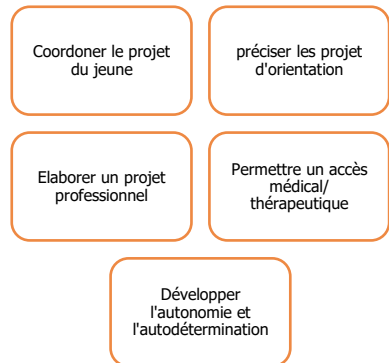 Coordoner le projet
du jeune
préciser les projet
d'orientation
Elaborer un projet
professionnel
Permettre un accès
médical/
thérapeutique
Développer
l'autonomie et
l'autodétermination